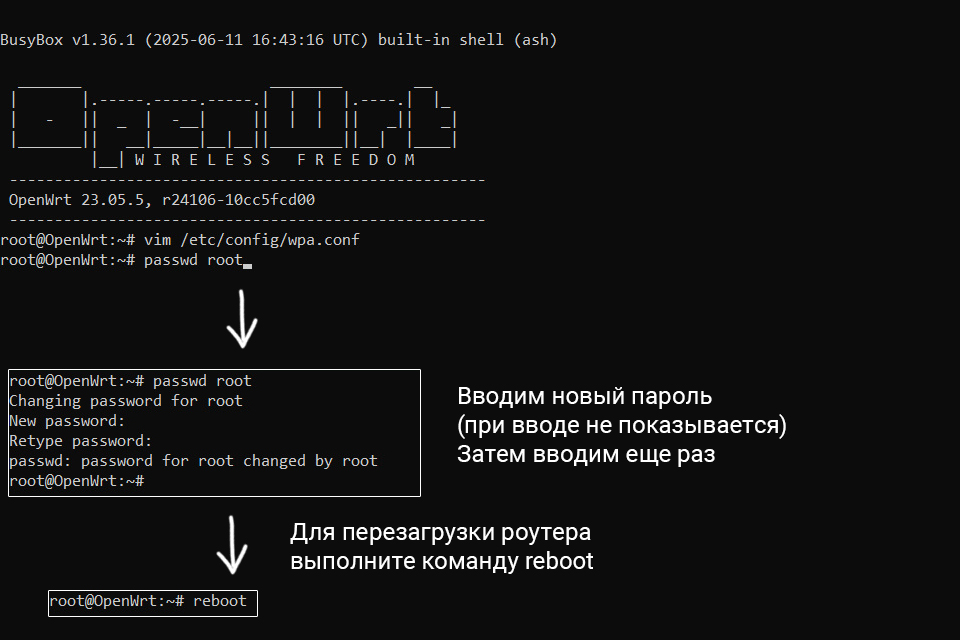 BusyBox v1.36.1 (2025-06-11 16:43:16 UTC) built-in shell (ash)
OpenWrt
W I R E L E S S   F R E E D O M
-----------------------------------------------------
OpenWrt 23.05.5, r24106-10cc5fcd00
-----------------------------------------------------
root@OpenWrt:~# vim /etc/config/wpa.conf
root@OpenWrt:~# passwd root
root@OpenWrt:~# passwd root
Changing password for root
New password:
Retype password:
passwd: password for root changed by root
root@OpenWrt:~#
Вводим новый пароль
(при вводе не показывается)
Затем вводим еще раз
Для перезагрузки роутера
выполните команду reboot
root@OpenWrt:~# reboot